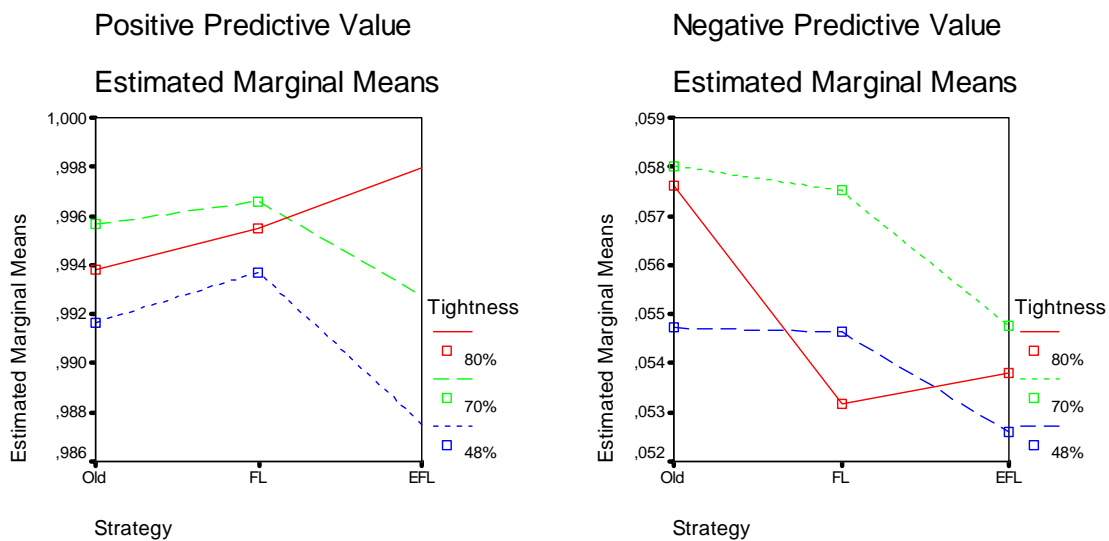 Positive Predictive Value
Estimated Marginal Means
1,000
,998
,996
,994
,992
,990
,988
,986
Estimated Marginal Means
Old
FL
EFL
Strategy
Tightness
80%
70%
48%
Negative Predictive Value
Estimated Marginal Means
,059
,058
,057
,056
,055
,054
,053
,052
Estimated Marginal Means
Old
FL
EFL
Strategy
Tightness
80%
70%
48%